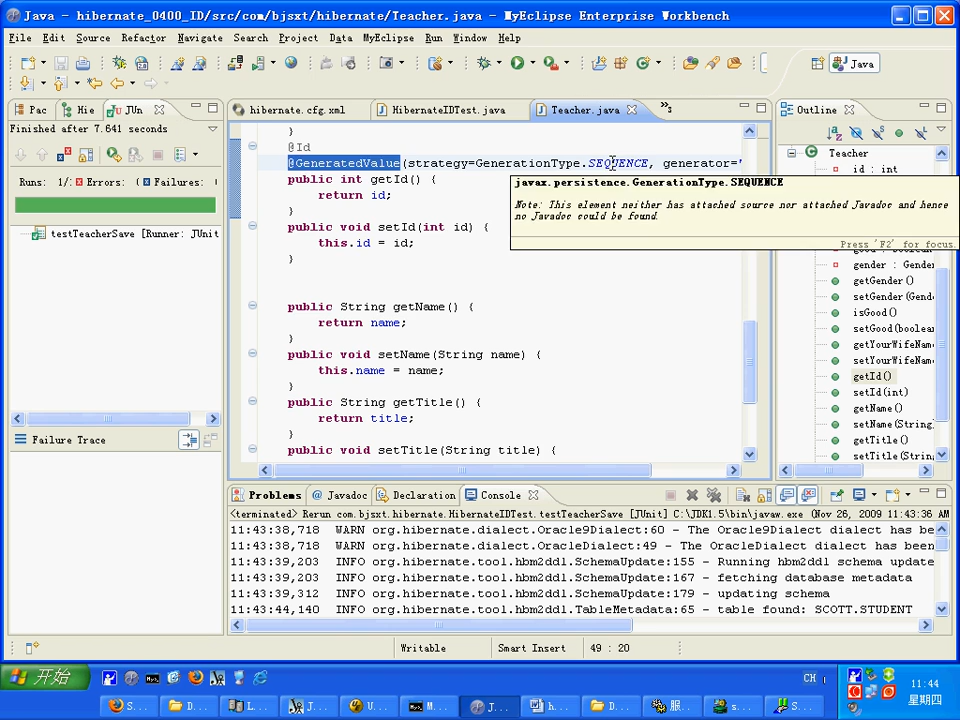 Java - hibernate_0400_ID/src/com/bjsxt/hibernate/Teacher.java - MyEclipse Enterprise Workbench
File Edit Source Refactor Navigate Search Project Data MyEclipse Run Window Help
Java
Pac Hie JUn
hibernate.cfg.xml HibernateIDTest.java Teacher.java »3
Outline
Finished after 7.641 seconds
Runs: 1/ Errors: Failures:
testTeacherSave [Runner: JUnit
Failure Trace
}
@Id
@GeneratedValue(strategy=GenerationType.SEQUENCE, generator="
public int getId() {
return id;
}
public void setId(int id) {
this.id = id;
}
public String getName() {
return name;
}
public void setName(String name) {
this.name = name;
}
public String getTitle() {
return title;
}
public void setTitle(String title) {
javax.persistence.GenerationType.SEQUENCE
Note: This element neither has attached source nor attached Javadoc and hence
no Javadoc could be found.
Press 'F2' for focus.
Teacher
id : int
gender : Gender
getGender()
setGender(Gend
isGood()
setGood(boolean
getYourWifeName
setYourWifeName
getId()
setId(int)
getName()
setName(String
getTitle()
setTitle(Strin
Problems Javadoc Declaration Console
<terminated> Rerun com.bjsxt.hibernate.HibernateIDTest.testTeacherSave [JUnit] C:\JDK1.5\bin\javaw.exe (Nov 26, 2009 11:43:36 AM
11:43:38,718 WARN org.hibernate.dialect.Oracle9Dialect:60 - The Oracle9Dialect dialect has be
11:43:38,718 WARN org.hibernate.dialect.OracleDialect:49 - The OracleDialect dialect has been
11:43:39,203 INFO org.hibernate.tool.hbm2ddl.SchemaUpdate:155 - Running hbm2ddl schema update
11:43:39,203 INFO org.hibernate.tool.hbm2ddl.SchemaUpdate:167 - fetching database metadata
11:43:39,312 INFO org.hibernate.tool.hbm2ddl.SchemaUpdate:179 - updating schema
11:43:44,140 INFO org.hibernate.tool.hbm2ddl.TableMetadata:65 - table found: SCOTT.STUDENT
Writable Smart Insert 49 : 20
开始
CH
11:44
星期四
S... D... L... J... U... M... J... h... D... 服... s... S...